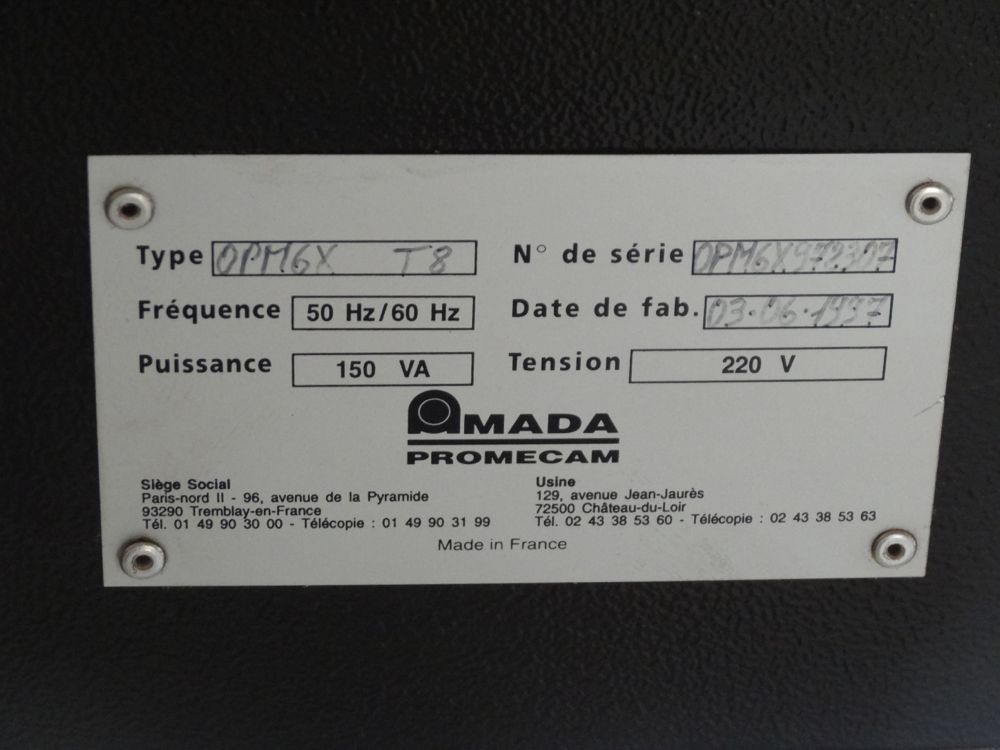 Type OPM6X T8 N° de série OPM6X972307
Fréquence 50 Hz/60 Hz Date de fab. 03.06.1997
Puissance 150 VA Tension 220 V
AMADA
PROMECAM
Siège Social
Paris-nord II - 96, avenue de la Pyramide
93290 Tremblay-en-France
Tél. 01 49 90 30 00 - Télécopie : 01 49 90 31 99
Usine
129, avenue Jean-Jaurès
72500 Château-du-Loir
Tél. 02 43 38 53 60 - Télécopie : 02 43 38 53 63
Made in France